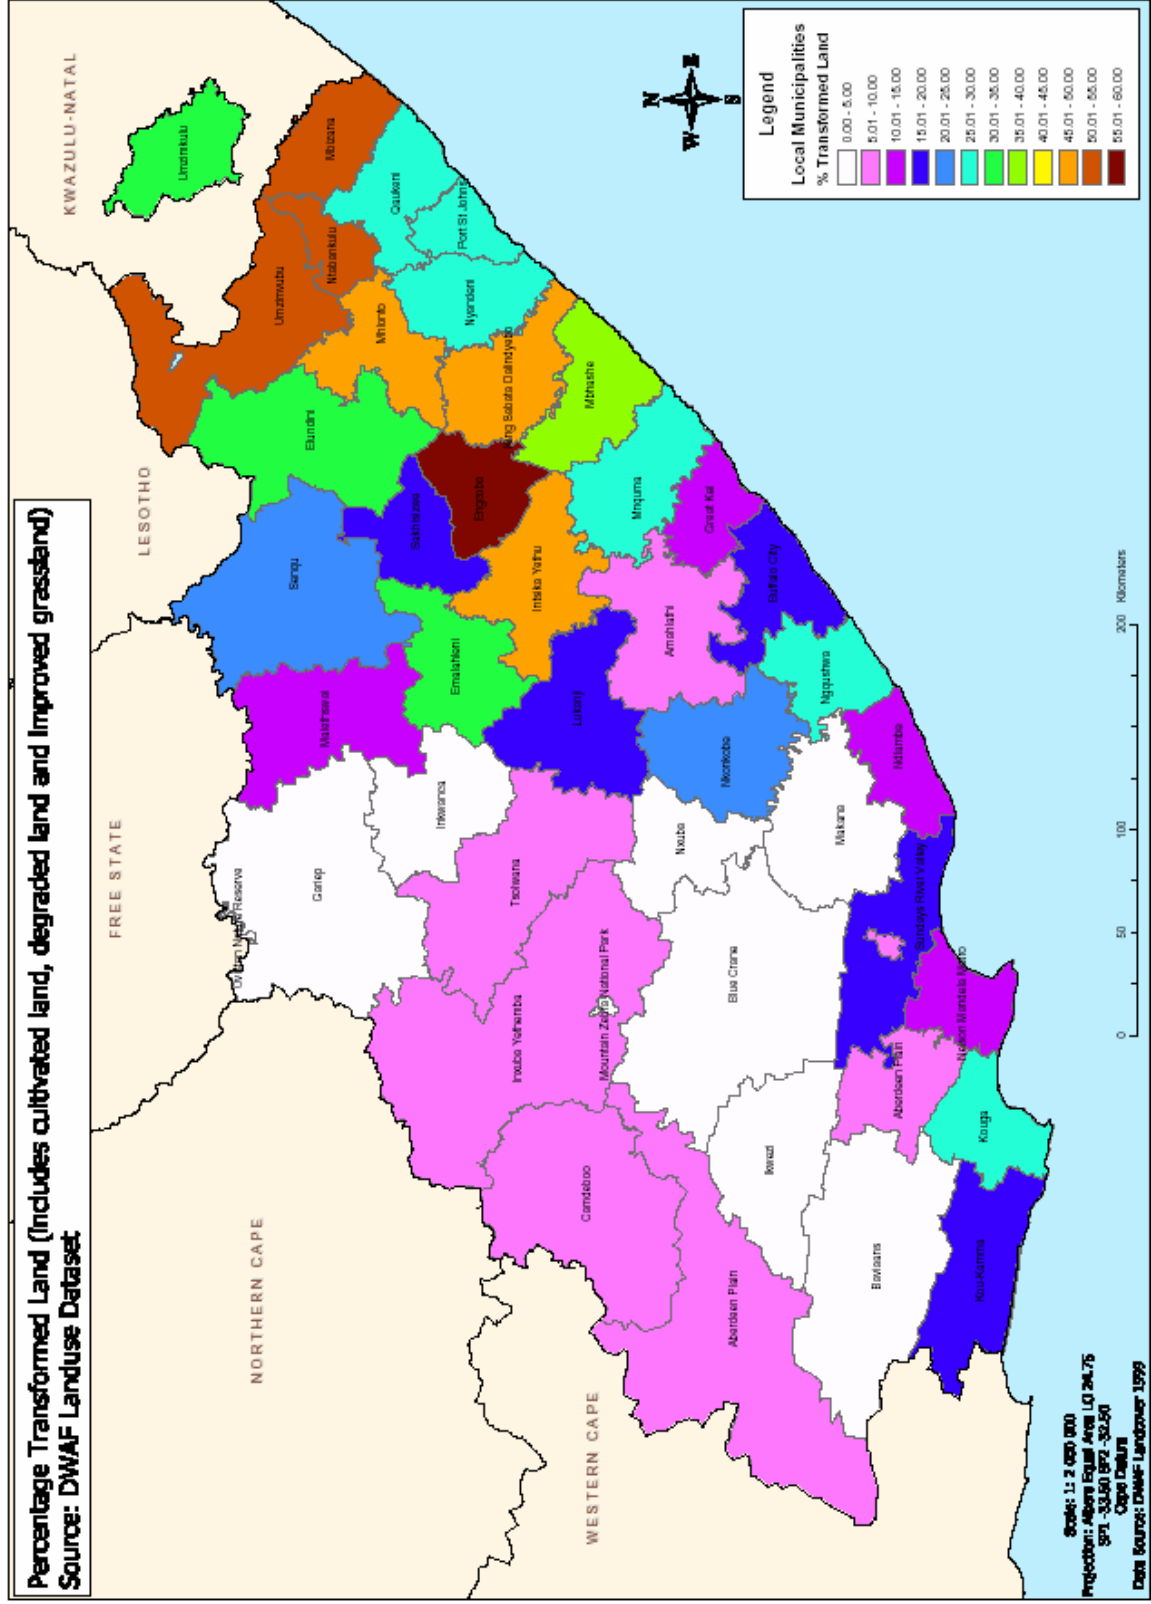 Percentage Transformed Land (Includes cultivated land, degraded land and improved grassland)
Source: DWAF Landuse Dataset
KWAZULU-NATAL
LESOTHO
FREE STATE
NORTHERN CAPE
WESTERN CAPE
Umzimkulu
Mbizana
Ntabankulu
Umzimvubu
Qaukeni
Port St Johns
Nyandeni
Mhlontlo
Elundini
Mbhashe
Engcobo
Sakhisizwe
Senqu
Mnquma
Great Kei
Intsika Yethu
Buffalo City
Amahlathi
Emalahleni
Lukanji
Maletswai
Ngqushwa
Nkonkobe
Ndlambe
Inkwanca
Gariep
Nxuba
Makana
Tsolwana
Sundays River Valley
Blue Crane
Mountain Zebra National Park
Inxuba Yethemba
Aberdeen Plain
Kouga
Ikwezi
Camdeboo
Baviaans
Kou-Kamma
Aberdeen Plain
N
W
E
S
Legend
Local Municipalities
% Transformed Land
0.00 - 5.00
5.01 - 10.00
10.01 - 15.00
15.01 - 20.00
20.01 - 25.00
25.01 - 30.00
30.01 - 35.00
35.01 - 40.00
40.01 - 45.00
45.01 - 50.00
50.01 - 55.00
55.01 - 60.00
0 50 100 200 Kilometers
Scale: 1: 2 000 000
Cape Datum
Data Source: DWAF Landcover 1999